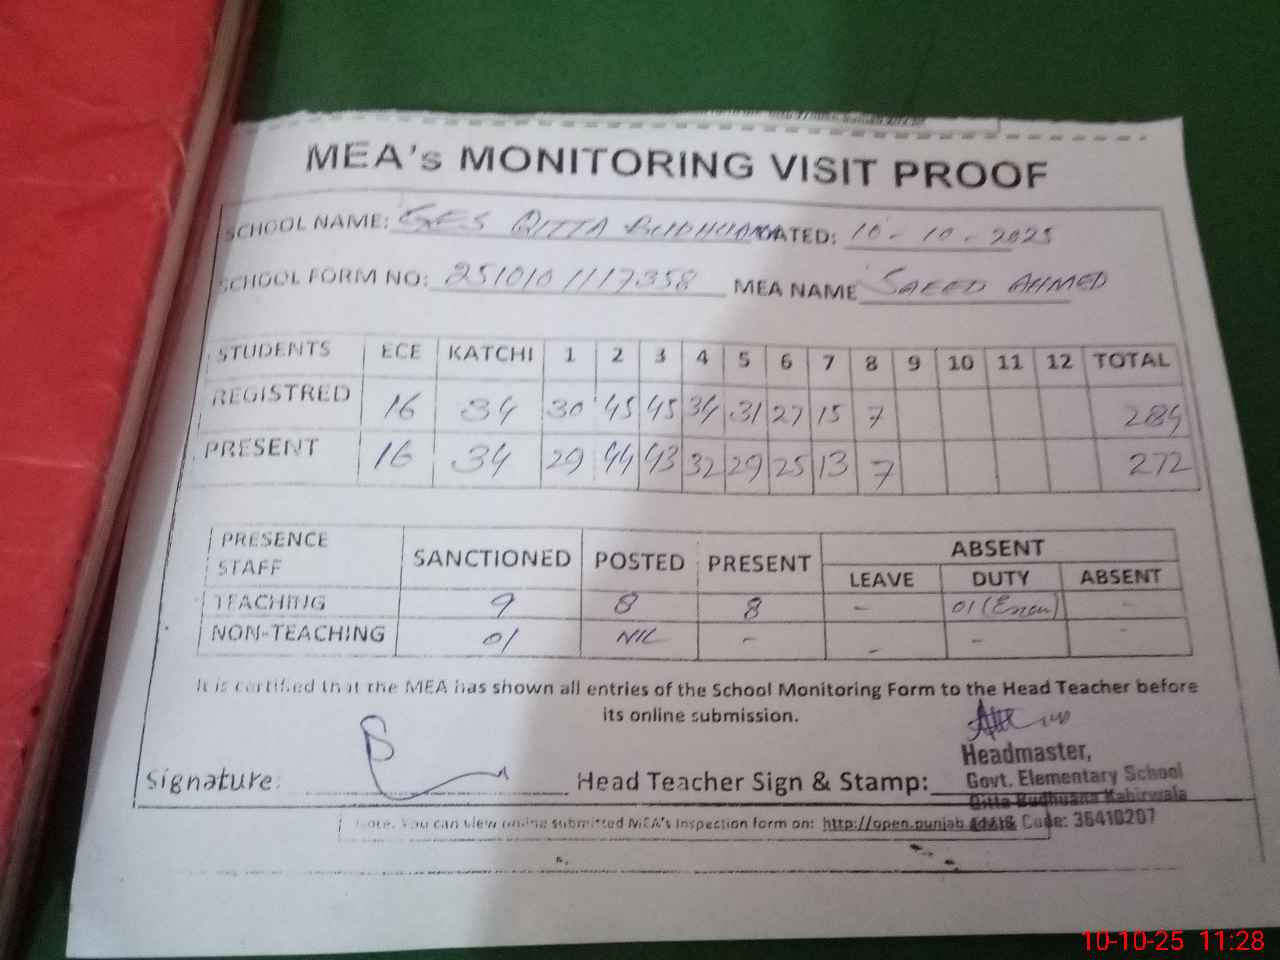 MEA's MONITORING VISIT PROOF
SCHOOL NAME: GES QITTA BUDHUANA DATED: 10-10-2025
SCHOOL FORM NO: 2510101117358 MEA NAME SAEED AHMED
STUDENTS ECE KATCHI 1 2 3 4 5 6 7 8 9 10 11 12 TOTAL
REGISTRED 16 34 30 45 45 34 31 27 15 7 284
PRESENT 16 34 29 44 43 32 29 25 13 7 272
PRESENCE STAFF SANCTIONED POSTED PRESENT ABSENT
LEAVE DUTY ABSENT
TEACHING 9 8 8 - 01 (Exam) -
NON-TEACHING 01 NIL - - - -
It is certified that the MEA has shown all entries of the School Monitoring Form to the Head Teacher before
its online submission.
Signature: Head Teacher Sign & Stamp:
Headmaster,
Govt. Elementary School
Qitta Budhuana Kabirwala
Code: 36410207
Note. You can view online submitted MEA's Inspection form on: http://open.punjab
10-10-25 11:28